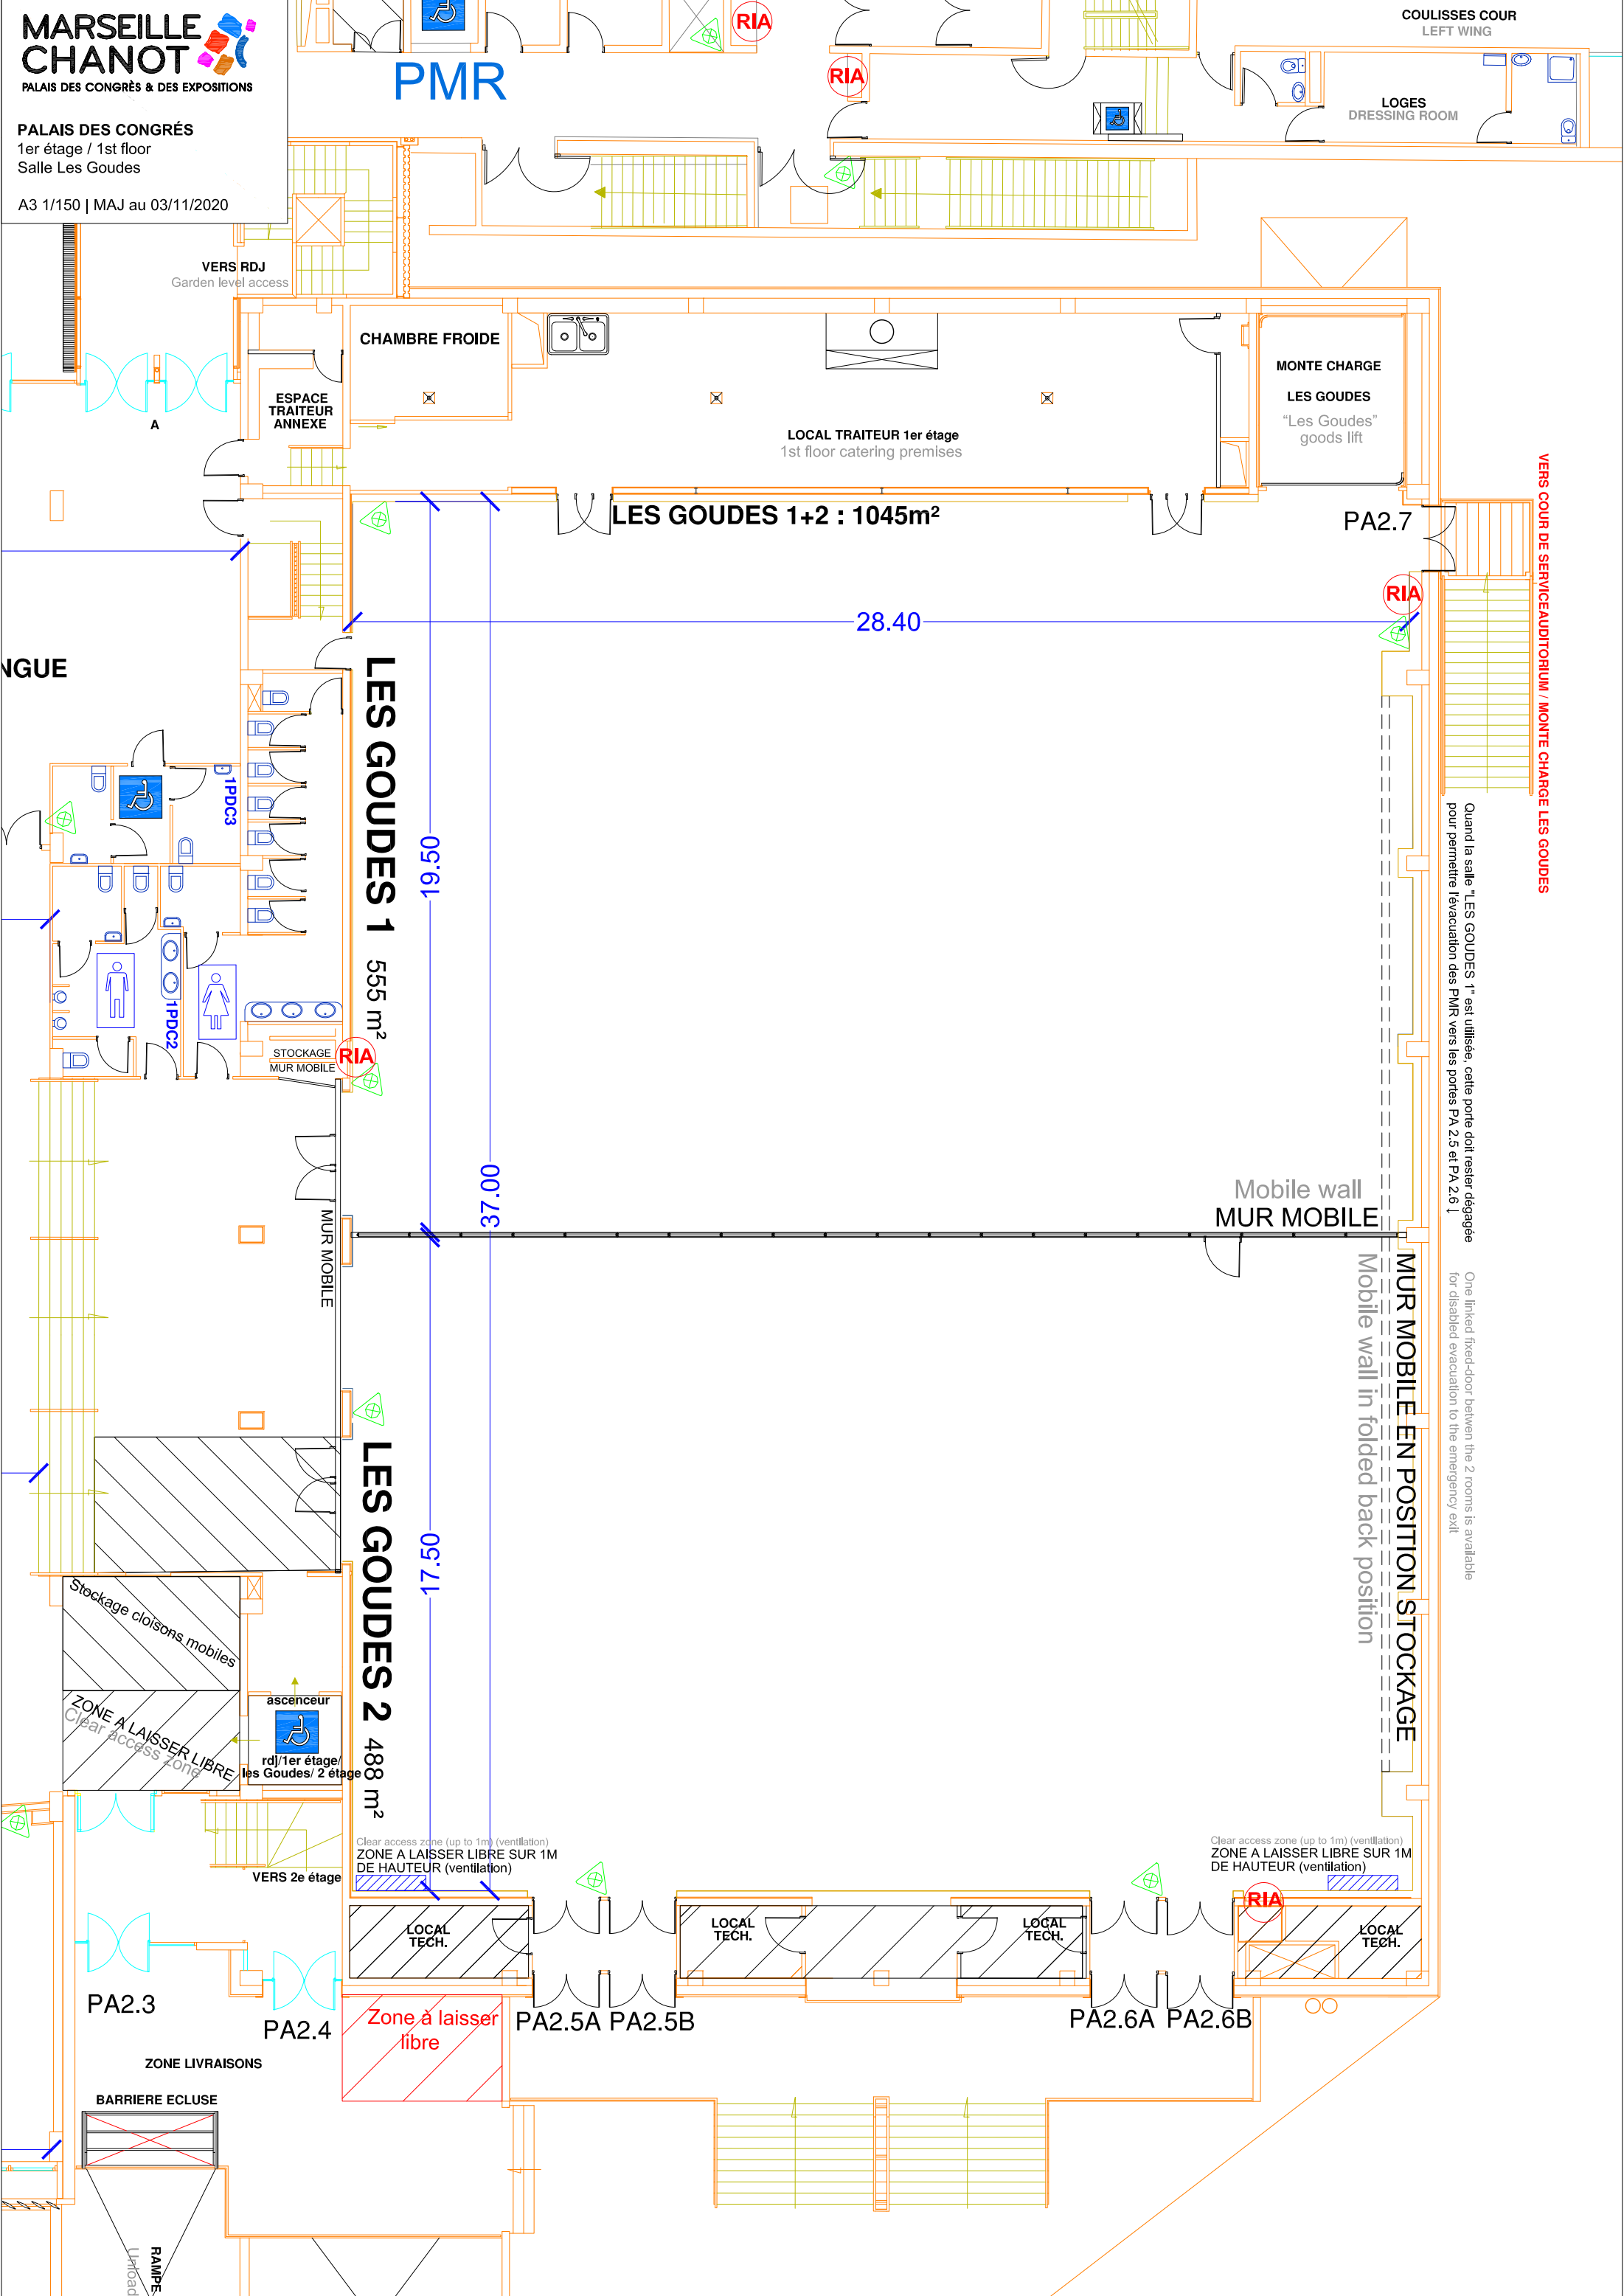 MARSEILLE
CHANOT
PALAIS DES CONGRÈS & DES EXPOSITIONS
PALAIS DES CONGRÉS
1er étage / 1st floor
Salle Les Goudes
A3 1/150 | MAJ au 03/11/2020
PMR
RIA
RIA
COULISSES COUR
LEFT WING
LOGES
DRESSING ROOM
VERS RDJ
Garden level access
CHAMBRE FROIDE
ESPACE
TRAITEUR
ANNEXE
A
LOCAL TRAITEUR 1er étage
1st floor catering premises
MONTE CHARGE
LES GOUDES
“Les Goudes”
goods lift
LES GOUDES 1+2 : 1045m²
PA2.7
RIA
28.40
VERS COUR DE SERVICEAUDITORIUM / MONTE CHARGE LES GOUDES
NGUE
LES GOUDES 1 555 m²
19.50
37.00
1PDC3
1PDC2
STOCKAGE
MUR MOBILE
RIA
MUR MOBILE
Quand la salle "LES GOUDES 1" est utilisée, cette porte doit rester dégagée
pour permettre l'évacuation des PMR vers les portes PA 2.5 et PA 2.6 ↓
One linked fixed-door betwen the 2 rooms is available
for disabled evacuation to the emergency exit
Mobile wall
MUR MOBILE
MUR MOBILE EN POSITION STOCKAGE
Mobile wall in folded back position
LES GOUDES 2 488 m²
17.50
Stockage cloisons mobiles
ZONE A LAISSER LIBRE
Clear access zone
ascenceur
rdj/1er étage/
les Goudes/ 2 étage
VERS 2e étage
Clear access zone (up to 1m) (ventilation)
ZONE A LAISSER LIBRE SUR 1M
DE HAUTEUR (ventilation)
Clear access zone (up to 1m) (ventilation)
ZONE A LAISSER LIBRE SUR 1M
DE HAUTEUR (ventilation)
RIA
LOCAL
TECH.
LOCAL
TECH.
LOCAL
TECH.
LOCAL
TECH.
PA2.3
PA2.4
Zone à laisser
libre
PA2.5A PA2.5B
PA2.6A PA2.6B
ZONE LIVRAISONS
BARRIERE ECLUSE
RAMPE
Unload